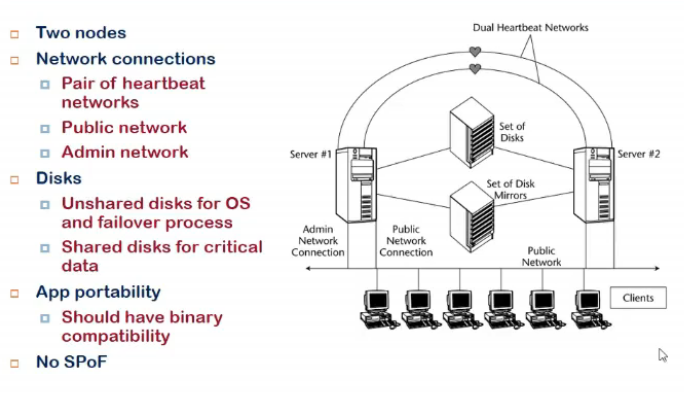 Two nodes
Network connections
Pair of heartbeat
networks
Public network
Admin network
Disks
Unshared disks for OS
and failover process
Shared disks for critical
data
App portability
Should have binary
compatibility
No SPoF
Dual Heartbeat Networks
Set of
Disks
Server #1
Server #2
Set of Disk
Mirrors
Admin
Network
Connection
Public
Network
Connection
Public
Network
Clients